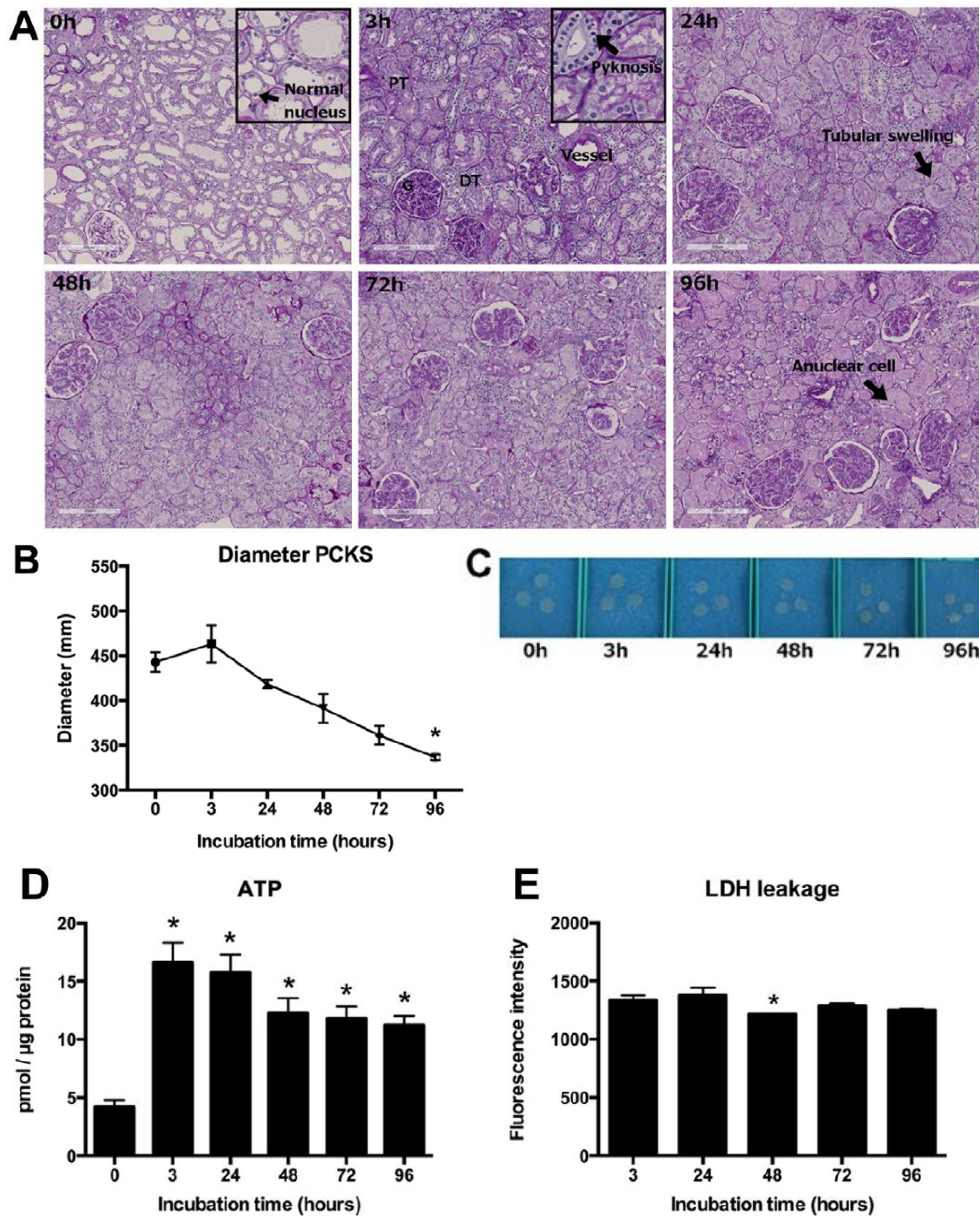 A
0h
Normal
nucleus
3h
Pyknosis
PT
Vessel
G
DT
24h
Tubular swelling
48h
72h
96h
Anuclear cell
B
Diameter PCKS
Diameter (mm)
550
500
450
400
350
300
*
0 3 24 48 72 96
Incubation time (hours)
C
0h 3h 24h 48h 72h 96h
D
ATP
pmol / µg protein
20
15
10
5
0
* * * * *
0 3 24 48 72 96
Incubation time (hours)
E
LDH leakage
Fluorescence intensity
2000
1500
1000
500
0
*
3 24 48 72 96
Incubation time (hours)